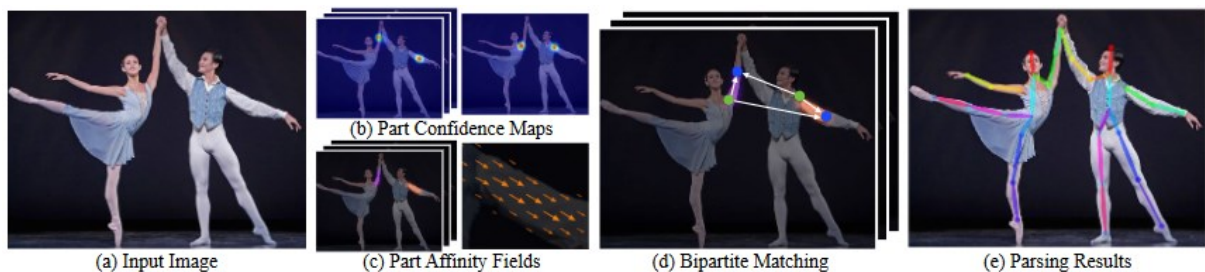 (a) Input Image
(b) Part Confidence Maps
(c) Part Affinity Fields
(d) Bipartite Matching
(e) Parsing Results